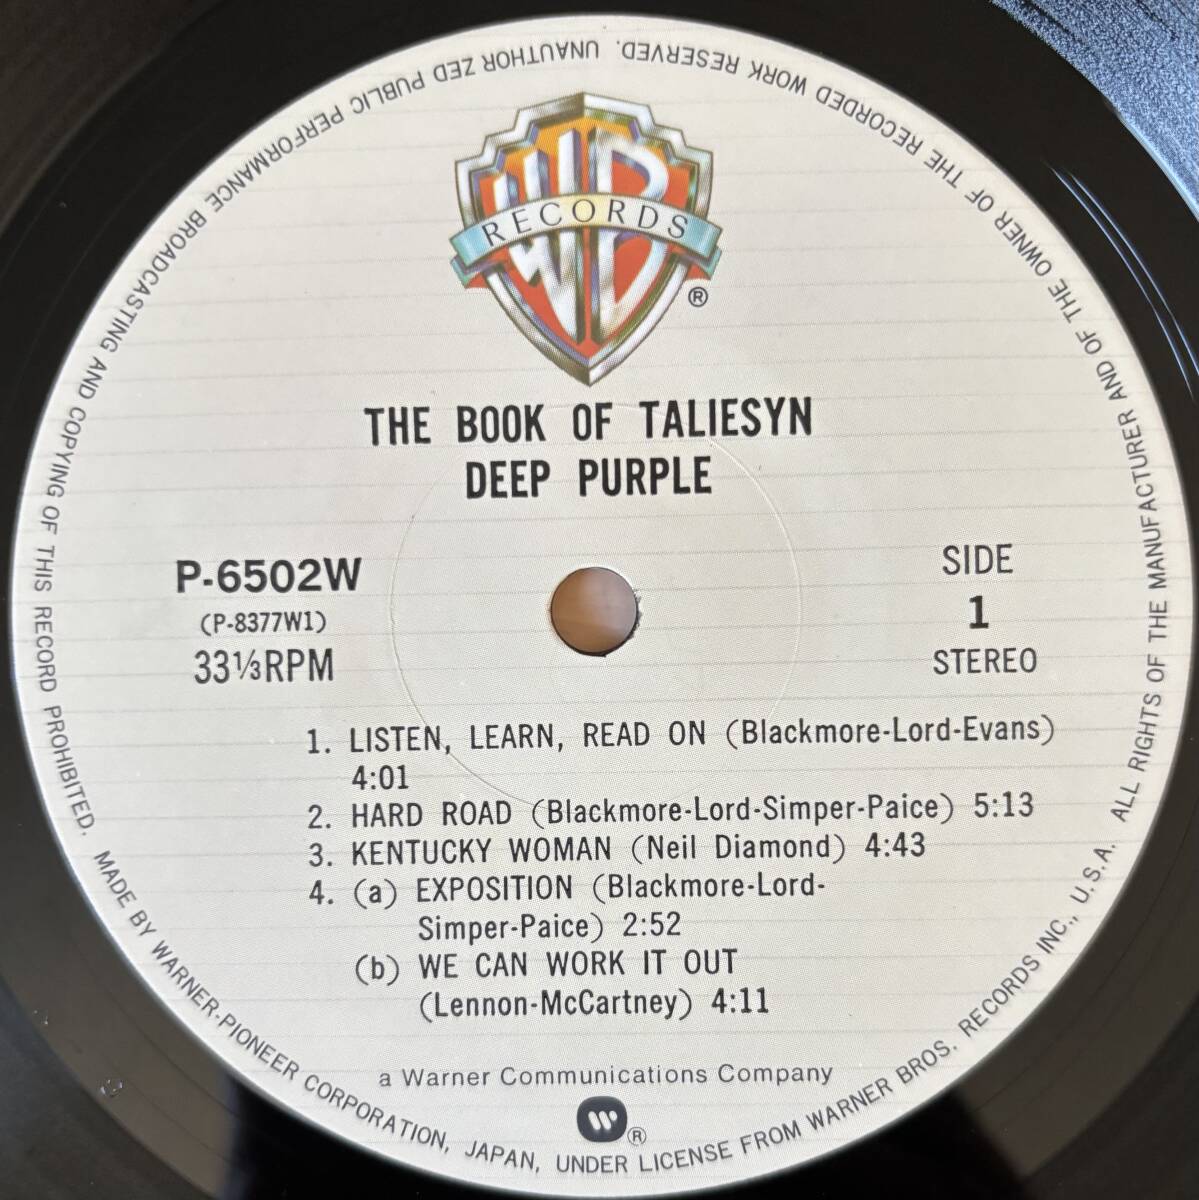 WB
RECORDS
®
THE BOOK OF TALIESYN
DEEP PURPLE
P-6502W
(P-8377W1)
33⅓RPM
SIDE
1
STEREO
1. LISTEN, LEARN, READ ON (Blackmore-Lord-Evans)
4:01
2. HARD ROAD (Blackmore-Lord-Simper-Paice) 5:13
3. KENTUCKY WOMAN (Neil Diamond) 4:43
4. (a) EXPOSITION (Blackmore-Lord-
Simper-Paice) 2:52
(b) WE CAN WORK IT OUT
(Lennon-McCartney) 4:11
a Warner Communications Company
®
MADE BY WARNER-PIONEER CORPORATION, JAPAN, UNDER LICENSE FROM WARNER BROS. RECORDS INC., U.S.A. ALL RIGHTS OF THE MANUFACTURER AND OF THE OWNER OF THE RECORDED WORK RESERVED. UNAUTHOR ZED PUBLIC PERFORMANCE BROADCASTING AND COPYING OF THIS RECORD PROHIBITED.